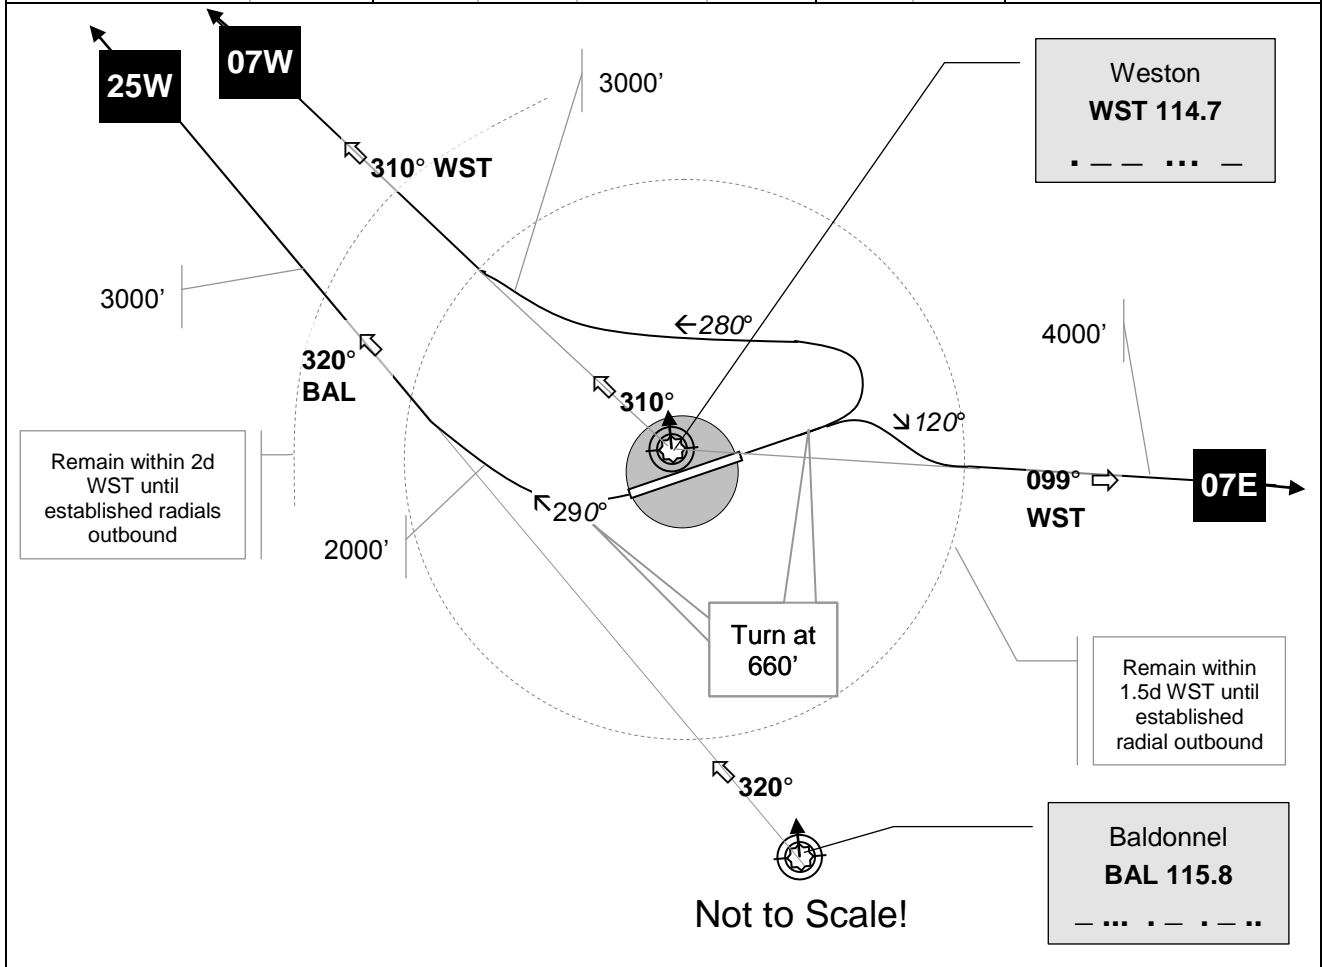 07W
25W
3000’
Weston
WST 114.7
. _ _ ... _
310° WST
3000’
←280°
4000’
320°
BAL
310°
↘120°
Remain within 2d
WST until
established radials
outbound
099°
WST
07E
↖290°
2000’
Turn at
660’
Remain within
1.5d WST until
established
radial outbound
320°
Baldonnel
BAL 115.8
_ ... . _ . _ ..
Not to Scale!